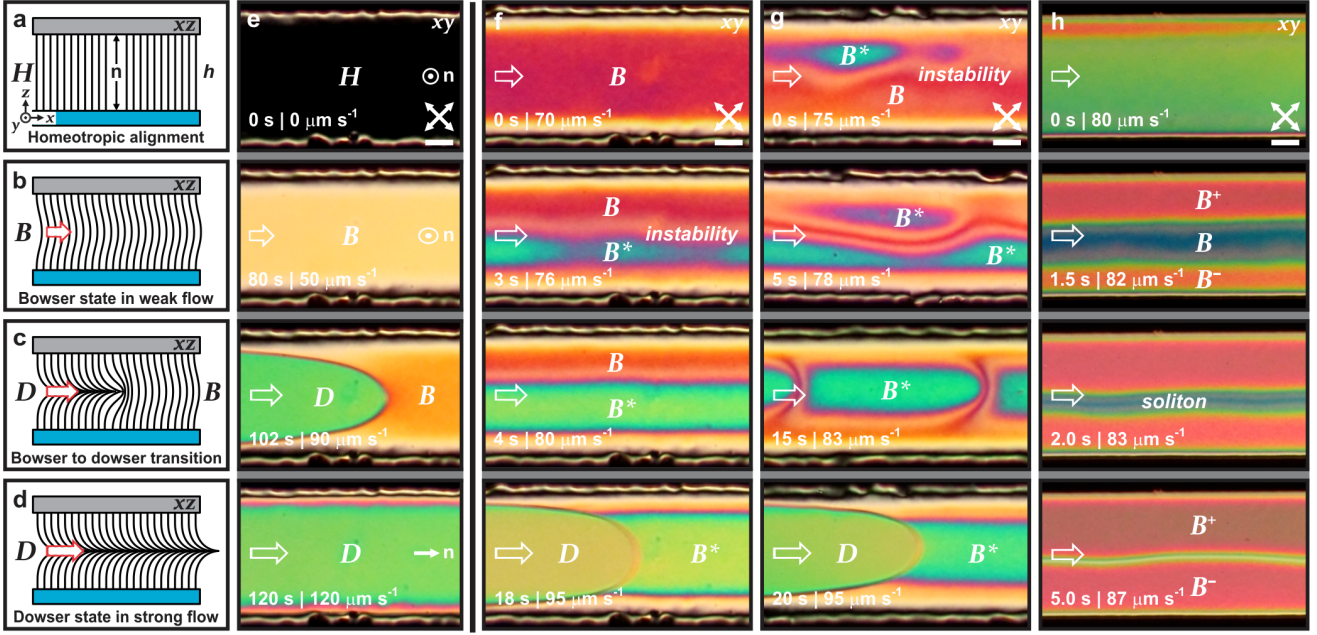 a
xz
H
n
h
z
y
x
Homeotropic alignment
b
xz
B
Bowser state in weak flow
c
xz
D
B
Bowser to dowser transition
d
xz
D
Dowser state in strong flow
e
xy
H
n
0 s | 0 μm s⁻¹
B
n
80 s | 50 μm s⁻¹
D
B
102 s | 90 μm s⁻¹
D
n
120 s | 120 μm s⁻¹
f
xy
B
0 s | 70 μm s⁻¹
B
instability
B*
3 s | 76 μm s⁻¹
B
B*
4 s | 80 μm s⁻¹
D
B*
18 s | 95 μm s⁻¹
g
xy
B*
instability
B
0 s | 75 μm s⁻¹
B*
B*
5 s | 78 μm s⁻¹
B*
15 s | 83 μm s⁻¹
D
B*
20 s | 95 μm s⁻¹
h
xy
0 s | 80 μm s⁻¹
B⁺
B
B⁻
1.5 s | 82 μm s⁻¹
soliton
2.0 s | 83 μm s⁻¹
B⁺
B⁻
5.0 s | 87 μm s⁻¹